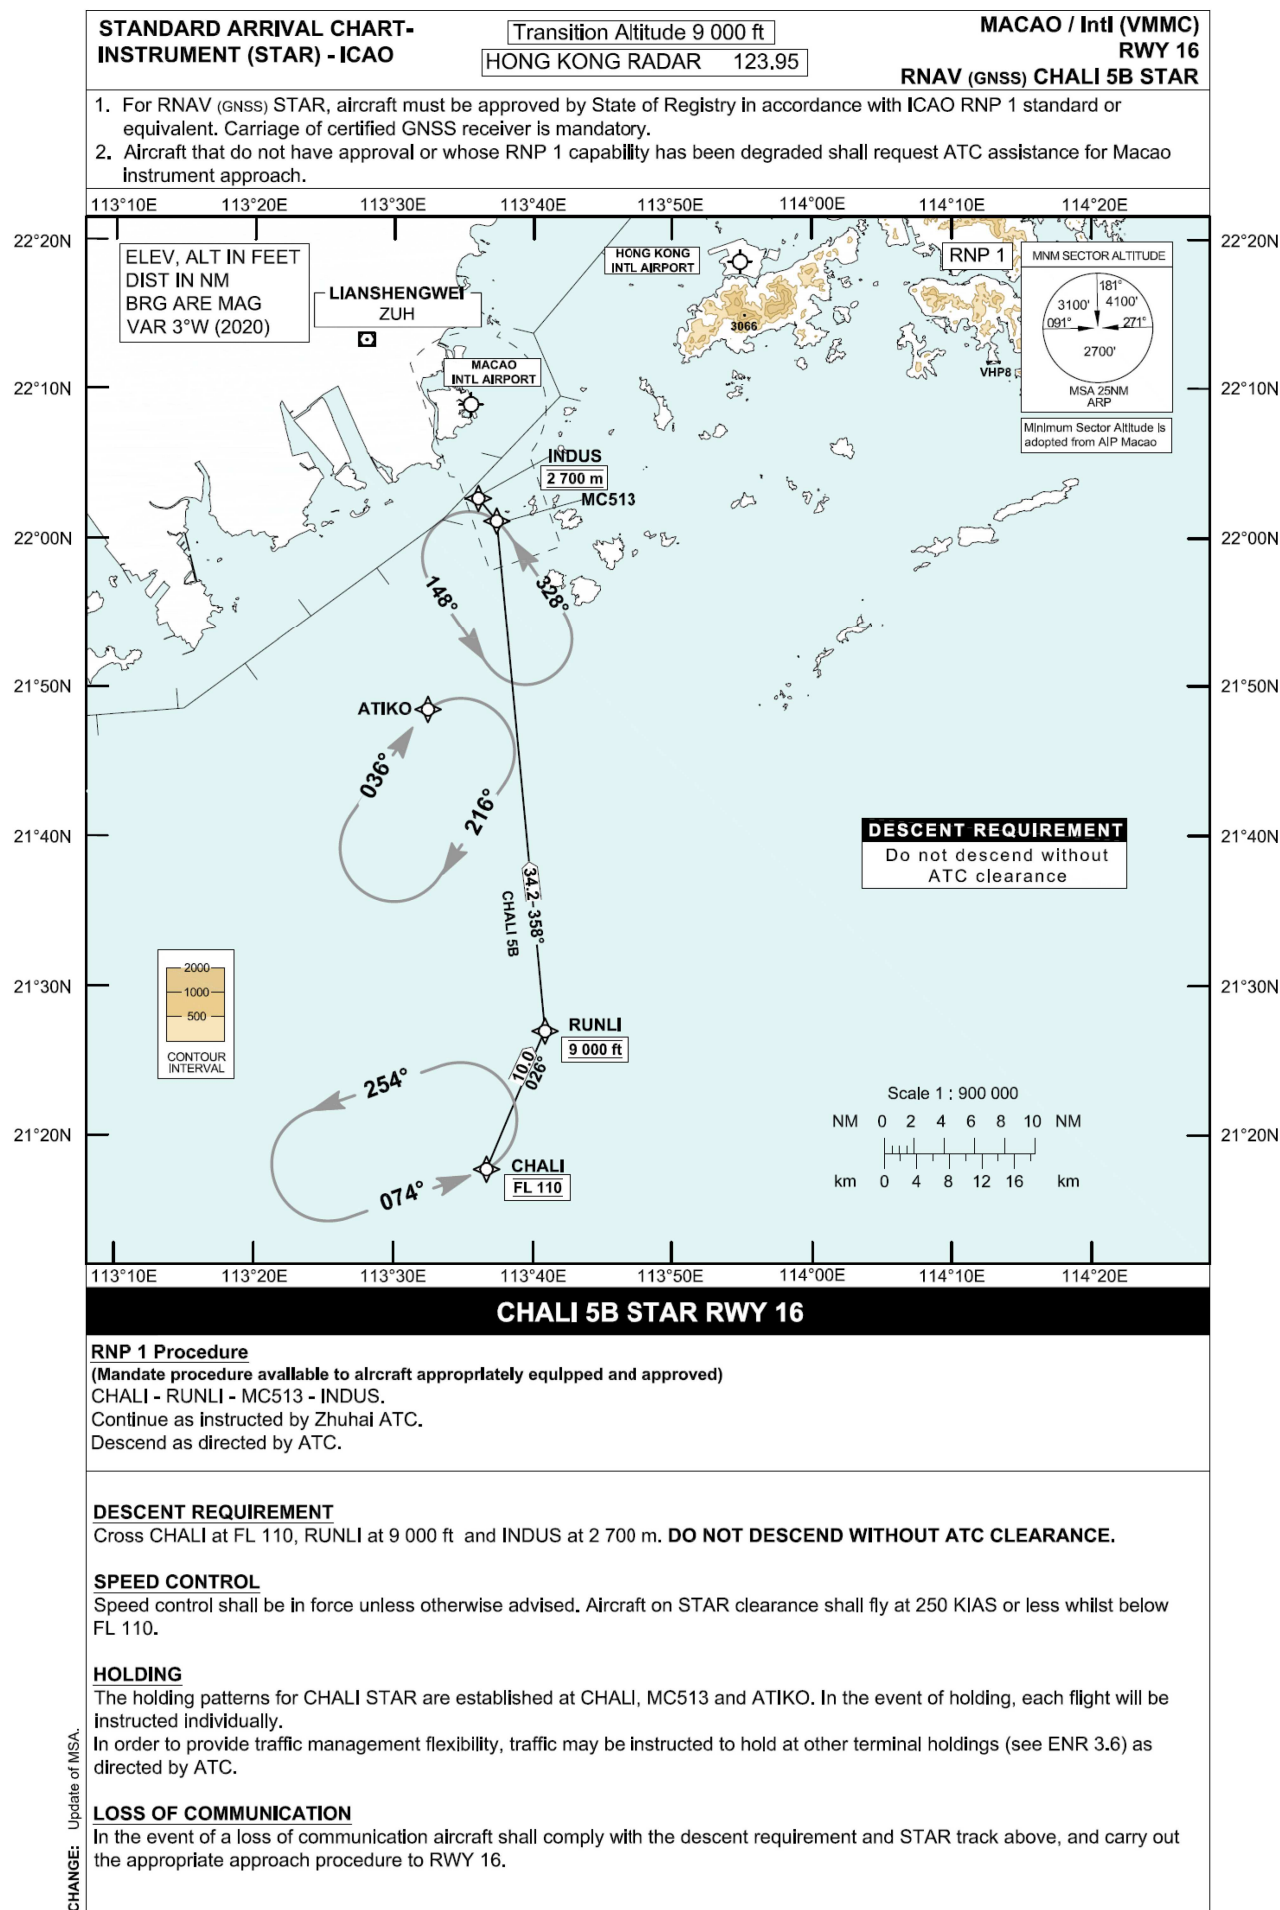 STANDARD ARRIVAL CHART-
INSTRUMENT (STAR) - ICAO
Transition Altitude 9 000 ft
HONG KONG RADAR 123.95
MACAO / Intl (VMMC)
RWY 16
RNAV (GNSS) CHALI 5B STAR
1. For RNAV (GNSS) STAR, aircraft must be approved by State of Registry in accordance with ICAO RNP 1 standard or
equivalent. Carriage of certified GNSS receiver is mandatory.
2. Aircraft that do not have approval or whose RNP 1 capability has been degraded shall request ATC assistance for Macao
instrument approach.
113°10E 113°20E 113°30E 113°40E 113°50E 114°00E 114°10E 114°20E
22°20N 22°20N
ELEV, ALT IN FEET
DIST IN NM
BRG ARE MAG
VAR 3°W (2020)
LIANSHENGWEI
ZUH
HONG KONG
INTL AIRPORT
3066
RNP 1
MNM SECTOR ALTITUDE
181°
3100' 4100'
091° 271°
2700'
MSA 25NM
ARP
VHP8
Minimum Sector Altitude is
adopted from AIP Macao
MACAO
INTL AIRPORT
22°10N 22°10N
INDUS
2 700 m
MC513
22°00N 22°00N
148° 328°
21°50N 21°50N
ATIKO
036° 216°
21°40N 21°40N
DESCENT REQUIREMENT
Do not descend without
ATC clearance
34.2-358°
CHALI 5B
21°30N 21°30N
2000
1000
500
CONTOUR
INTERVAL
RUNLI
9 000 ft
10.0
026°
254°
074°
21°20N 21°20N
CHALI
FL 110
Scale 1 : 900 000
NM 0 2 4 6 8 10 NM
km 0 4 8 12 16 km
113°10E 113°20E 113°30E 113°40E 113°50E 114°00E 114°10E 114°20E
CHALI 5B STAR RWY 16
RNP 1 Procedure
(Mandate procedure available to aircraft appropriately equipped and approved)
CHALI - RUNLI - MC513 - INDUS.
Continue as instructed by Zhuhai ATC.
Descend as directed by ATC.
DESCENT REQUIREMENT
Cross CHALI at FL 110, RUNLI at 9 000 ft and INDUS at 2 700 m. DO NOT DESCEND WITHOUT ATC CLEARANCE.
SPEED CONTROL
Speed control shall be in force unless otherwise advised. Aircraft on STAR clearance shall fly at 250 KIAS or less whilst below
FL 110.
HOLDING
The holding patterns for CHALI STAR are established at CHALI, MC513 and ATIKO. In the event of holding, each flight will be
instructed individually.
In order to provide traffic management flexibility, traffic may be instructed to hold at other terminal holdings (see ENR 3.6) as
directed by ATC.
LOSS OF COMMUNICATION
In the event of a loss of communication aircraft shall comply with the descent requirement and STAR track above, and carry out
the appropriate approach procedure to RWY 16.
CHANGE: Update of MSA.